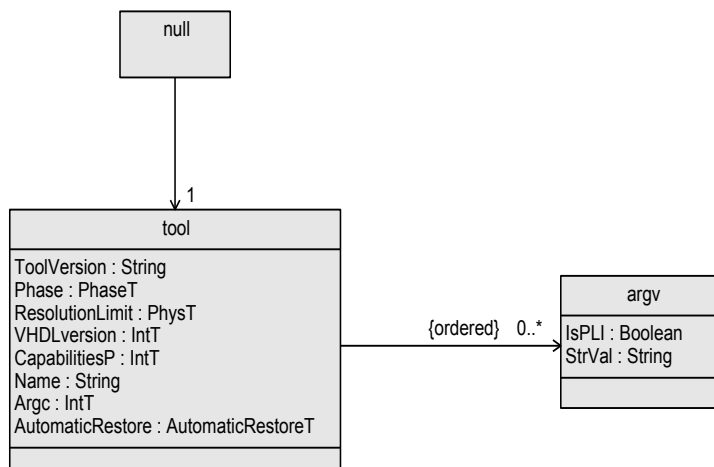 null
1
tool
ToolVersion : String
Phase : PhaseT
ResolutionLimit : PhysT
VHDLversion : IntT
CapabilitiesP : IntT
Name : String
Argc : IntT
AutomaticRestore : AutomaticRestoreT
{ordered} 0..*
argv
IsPLI : Boolean
StrVal : String